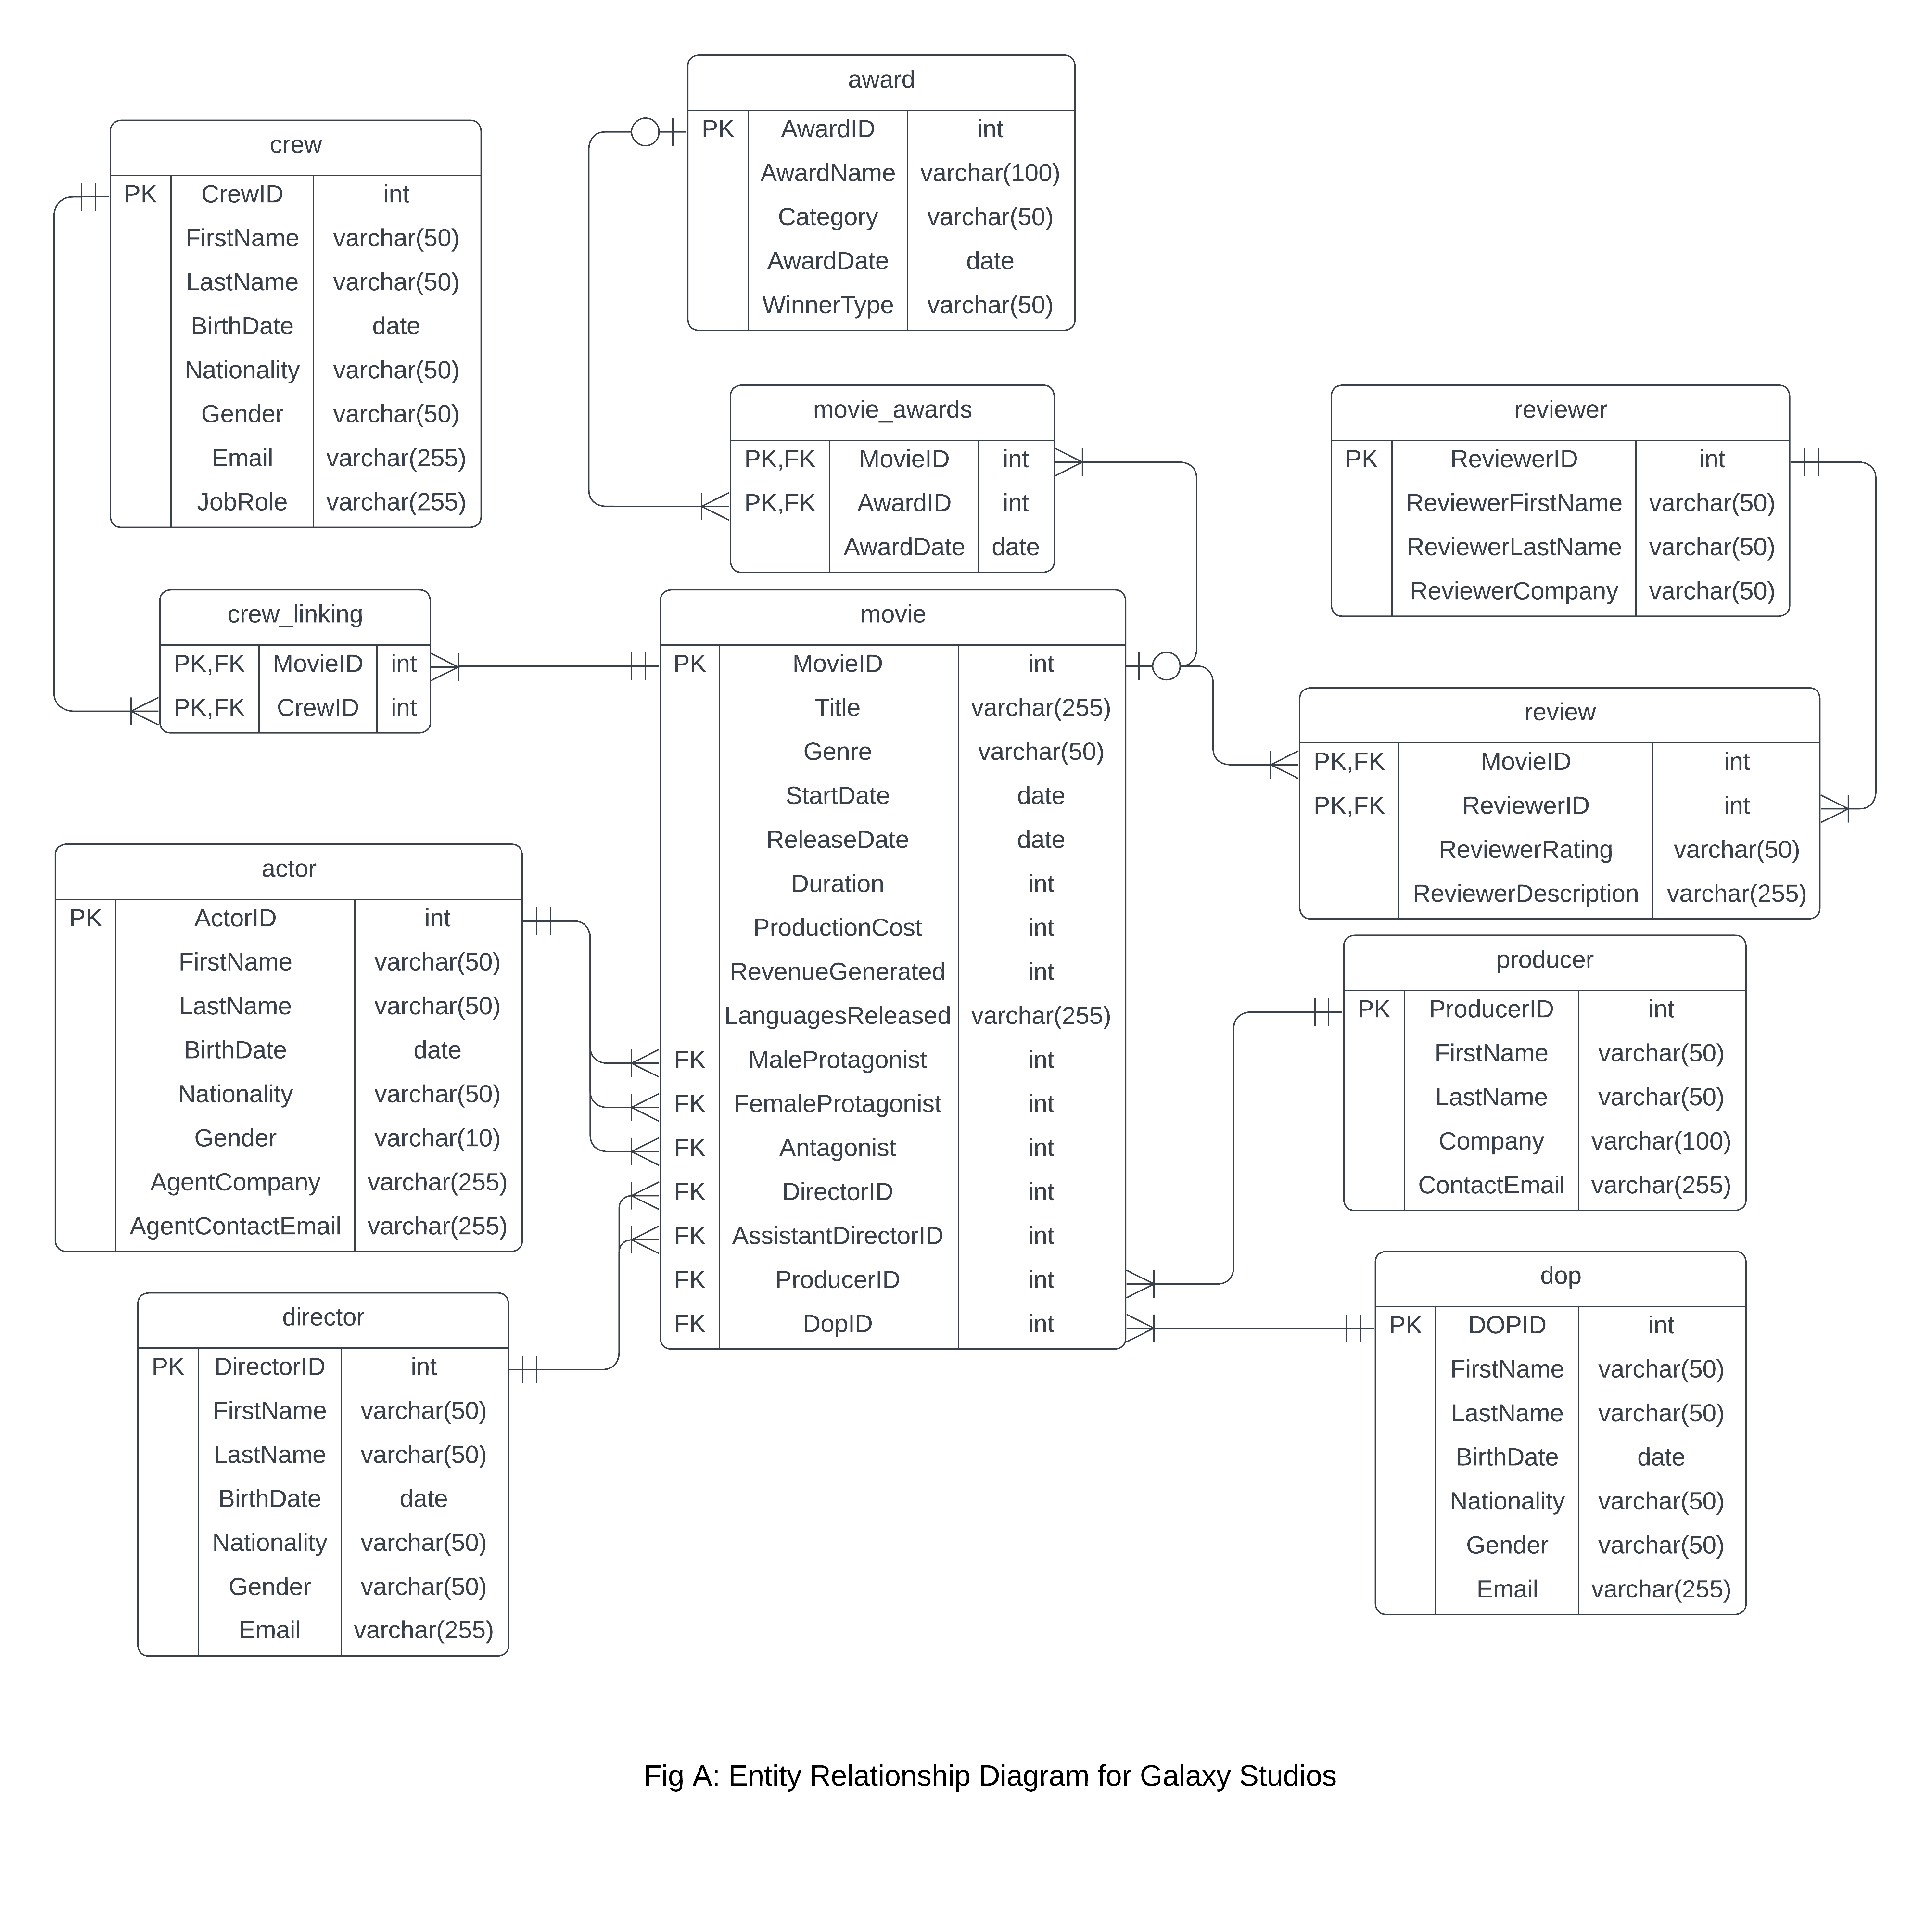 award
PK AwardID int
AwardName varchar(100)
Category varchar(50)
AwardDate date
WinnerType varchar(50)
crew
PK CrewID int
FirstName varchar(50)
LastName varchar(50)
BirthDate date
Nationality varchar(50)
Gender varchar(50)
Email varchar(255)
JobRole varchar(255)
movie_awards
PK,FK MovieID int
PK,FK AwardID int
AwardDate date
reviewer
PK ReviewerID int
ReviewerFirstName varchar(50)
ReviewerLastName varchar(50)
ReviewerCompany varchar(50)
crew_linking
PK,FK MovieID int
PK,FK CrewID int
movie
PK MovieID int
Title varchar(255)
Genre varchar(50)
StartDate date
ReleaseDate date
Duration int
ProductionCost int
RevenueGenerated int
LanguagesReleased varchar(255)
FK MaleProtagonist int
FK FemaleProtagonist int
FK Antagonist int
FK DirectorID int
FK AssistantDirectorID int
FK ProducerID int
FK DopID int
review
PK,FK MovieID int
PK,FK ReviewerID int
ReviewerRating varchar(50)
ReviewerDescription varchar(255)
actor
PK ActorID int
FirstName varchar(50)
LastName varchar(50)
BirthDate date
Nationality varchar(50)
Gender varchar(10)
AgentCompany varchar(255)
AgentContactEmail varchar(255)
producer
PK ProducerID int
FirstName varchar(50)
LastName varchar(50)
Company varchar(100)
ContactEmail varchar(255)
director
PK DirectorID int
FirstName varchar(50)
LastName varchar(50)
BirthDate date
Nationality varchar(50)
Gender varchar(50)
Email varchar(255)
dop
PK DOPID int
FirstName varchar(50)
LastName varchar(50)
BirthDate date
Nationality varchar(50)
Gender varchar(50)
Email varchar(255)
Fig A: Entity Relationship Diagram for Galaxy Studios